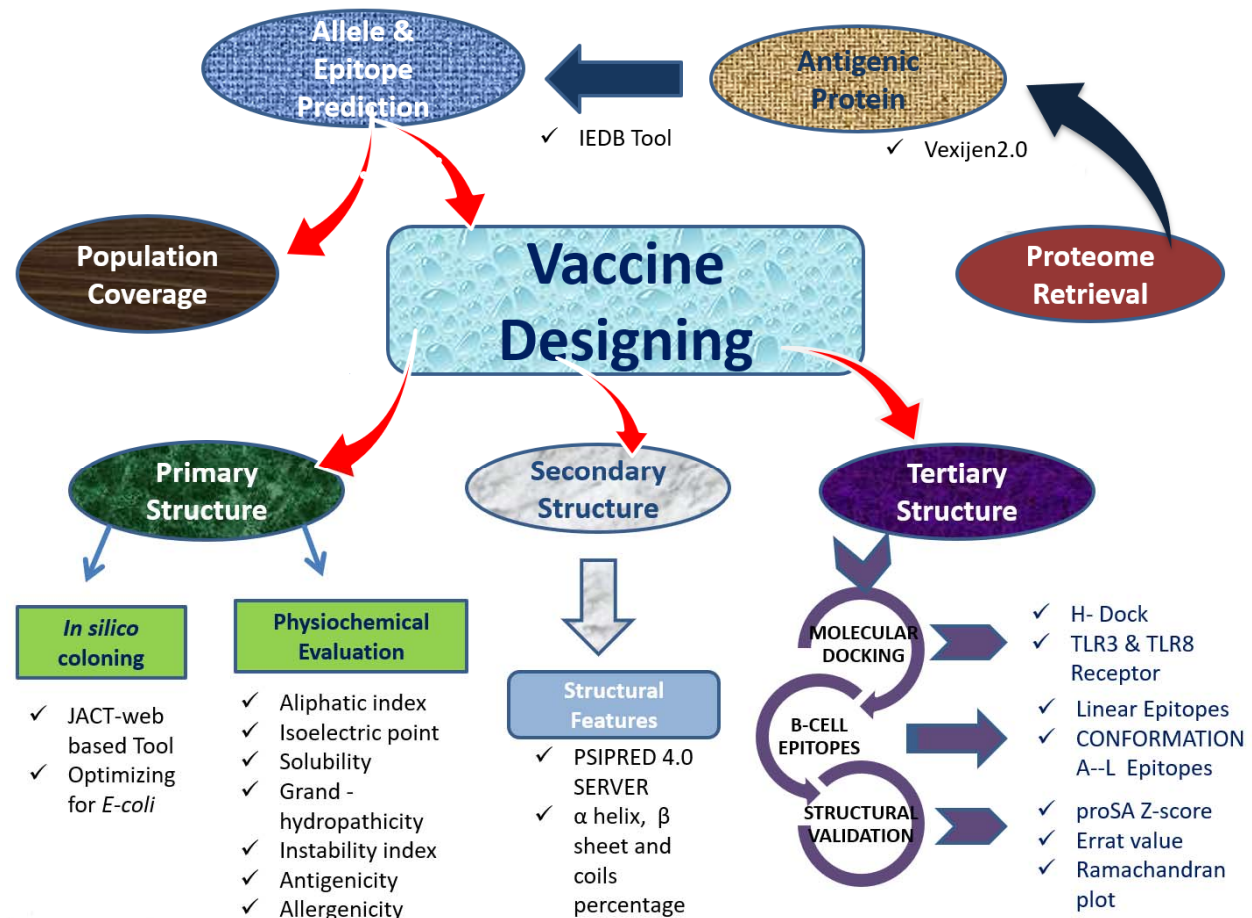 Allele &
Epitope
Prediction
Antigenic
Protein
✓ IEDB Tool
✓ Vexijen2.0
Population
Coverage
Vaccine
Designing
Proteome
Retrieval
Primary
Structure
Secondary
Structure
Tertiary
Structure
In silico
coloning
✓ JACT-web
based Tool
✓ Optimizing
for E-coli
Physiochemical
Evaluation
✓ Aliphatic index
✓ Isoelectric point
✓ Solubility
✓ Grand -
hydropathicity
✓ Instability index
✓ Antigenicity
✓ Allergenicity
Structural
Features
✓ PSIPRED 4.0
SERVER
✓ α helix, β
sheet and
coils
percentage
MOLECULAR
DOCKING
✓ H- Dock
✓ TLR3 & TLR8
Receptor
B-CELL
EPITOPES
✓ Linear Epitopes
✓ CONFORMATION
A--L Epitopes
STRUCTURAL
VALIDATION
✓ proSA Z-score
✓ Errat value
✓ Ramachandran
plot